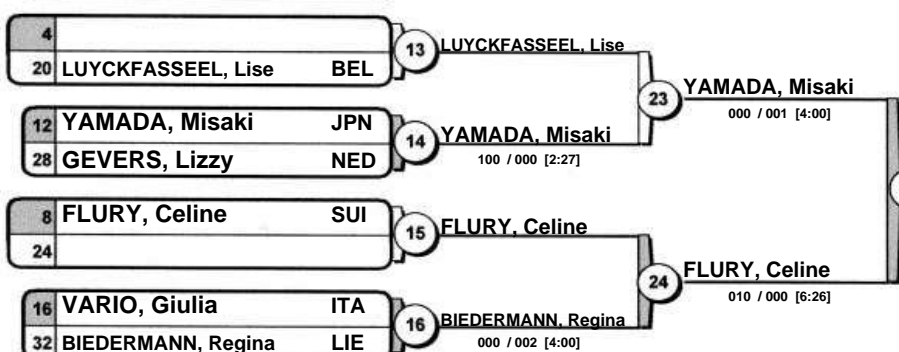 4
20 LUYCKFASSEEL, Lise BEL
13
LUYCKFASSEEL, Lise
12 YAMADA, Misaki JPN
28 GEVERS, Lizzy NED
14
YAMADA, Misaki
100 / 000 [2:27]
23
YAMADA, Misaki
000 / 001 [4:00]
8 FLURY, Celine SUI
24
15
FLURY, Celine
16 VARIO, Giulia ITA
32 BIEDERMANN, Regina LIE
16
BIEDERMANN, Regina
000 / 002 [4:00]
24
FLURY, Celine
010 / 000 [6:26]